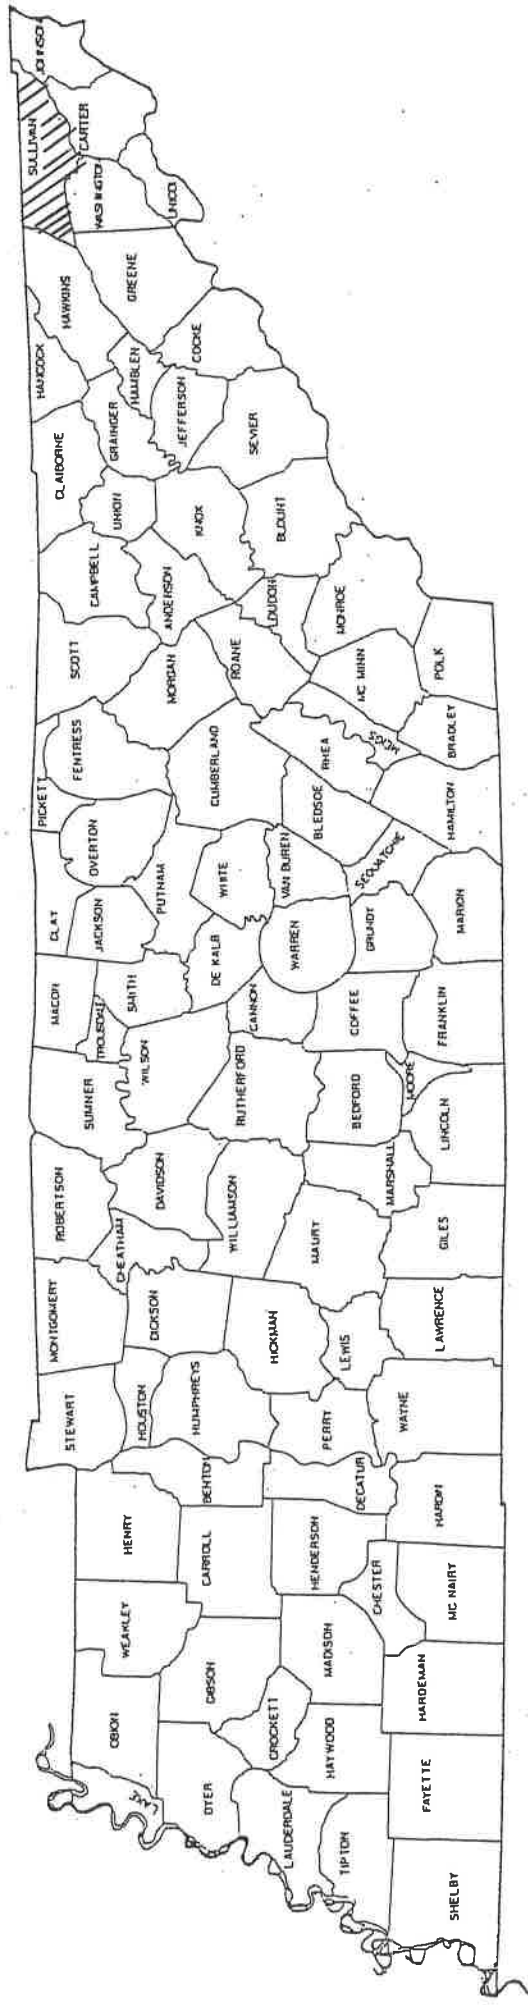 JOHNSON
SULLIVAN
CARTER
WASHINGTON
UNICOI
HAWKINS
GREENE
HANCOCK
HAMBLEN
COCKE
CLAIBORNE
GRAINGER
JEFFERSON
SEVIER
UNION
KNOX
BLOUNT
CAMPBELL
ANDERSON
LOUDON
MONROE
SCOTT
MORGAN
ROANE
MC MINN
POLK
FENTRESS
PICKETT
CUMBERLAND
RHEA
MEIGS
BRADLEY
OVERTON
PUTNAM
WHITE
VAN BUREN
BLEDSOE
SEQUATCHIE
HAMILTON
CLAY
JACKSON
DE KALB
WARREN
GRUNDY
MARION
MACON
TROUSDALE
SMITH
CANNON
COFFEE
FRANKLIN
SUMNER
WILSON
RUTHERFORD
BEDFORD
MOORE
LINCOLN
ROBERTSON
DAVIDSON
WILLIAMSON
MARSHALL
CHEATHAM
MAURY
GILES
MONTGOMERY
DICKSON
HICKMAN
LEWIS
LAWRENCE
STEWART
HOUSTON
HUMPHREYS
PERRY
WAYNE
BENTON
DECATUR
HARDIN
HENRY
CARROLL
HENDERSON
CHESTER
MC NAIRY
WEAKLEY
GIBSON
MADISON
HARDEMAN
OBION
CROCKETT
HAYWOOD
FAYETTE
LAKE
DYER
LAUDERDALE
TIPTON
SHELBY